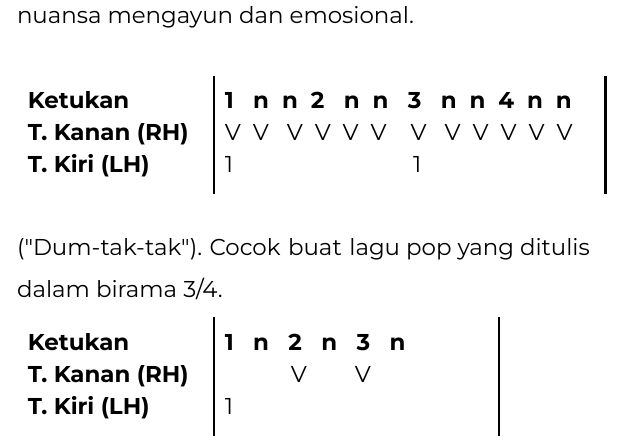 nuansa mengayun dan emosional.
Ketukan 1 n n 2 n n 3 n n 4 n n
T. Kanan (RH) V V V V V V V V V V V V
T. Kiri (LH) 1 1
("Dum-tak-tak"). Cocok buat lagu pop yang ditulis
dalam birama 3/4.
Ketukan 1 n 2 n 3 n
T. Kanan (RH) V V
T. Kiri (LH) 1